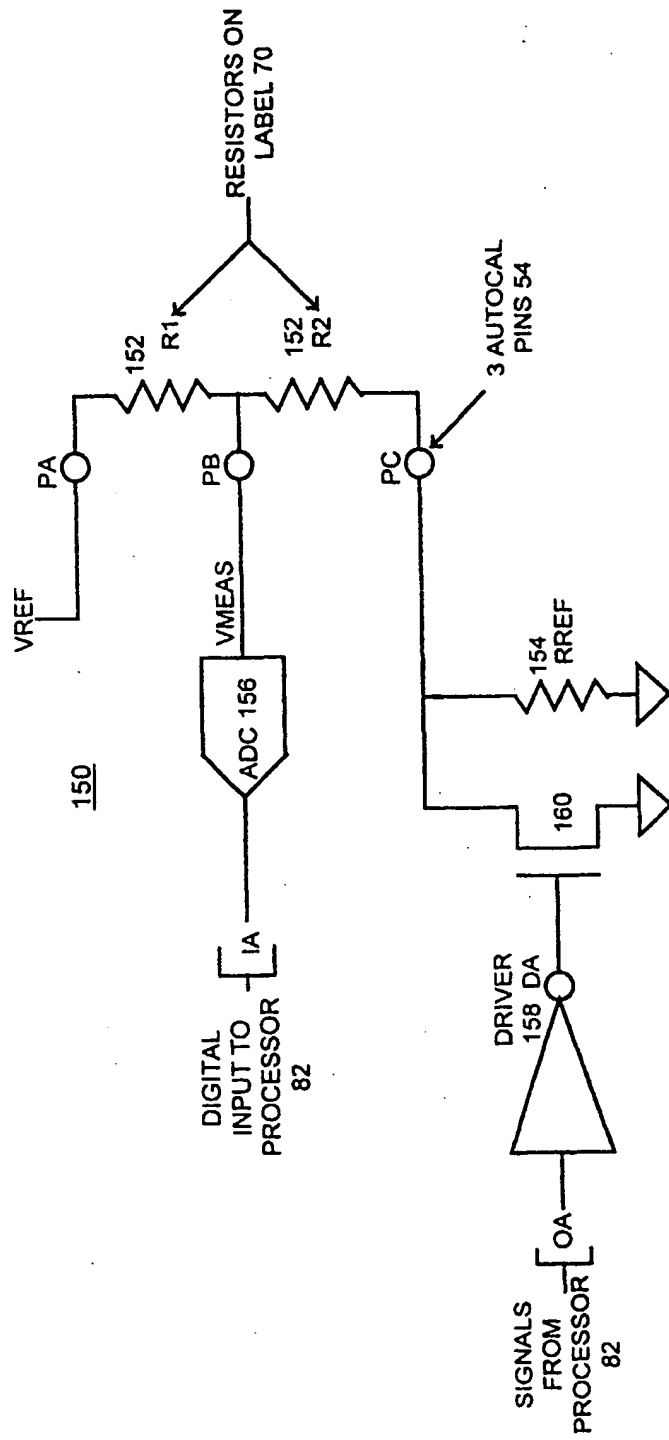 150
VREF
PA
152
R1
RESISTORS ON
LABEL 70
152
R2
PB
VMEAS
ADC 156
IA
DIGITAL
INPUT TO
PROCESSOR
82
PC
3 AUTOCAL
PINS 54
154
RREF
160
DRIVER
158 DA
OA
SIGNALS
FROM
PROCESSOR
82